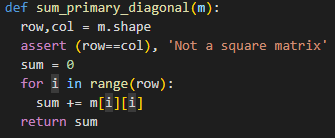 def sum_primary_diagonal(m):
  row,col = m.shape
  assert (row==col), 'Not a square matrix'
  sum = 0
  for i in range(row):
    sum += m[i][i]
  return sum